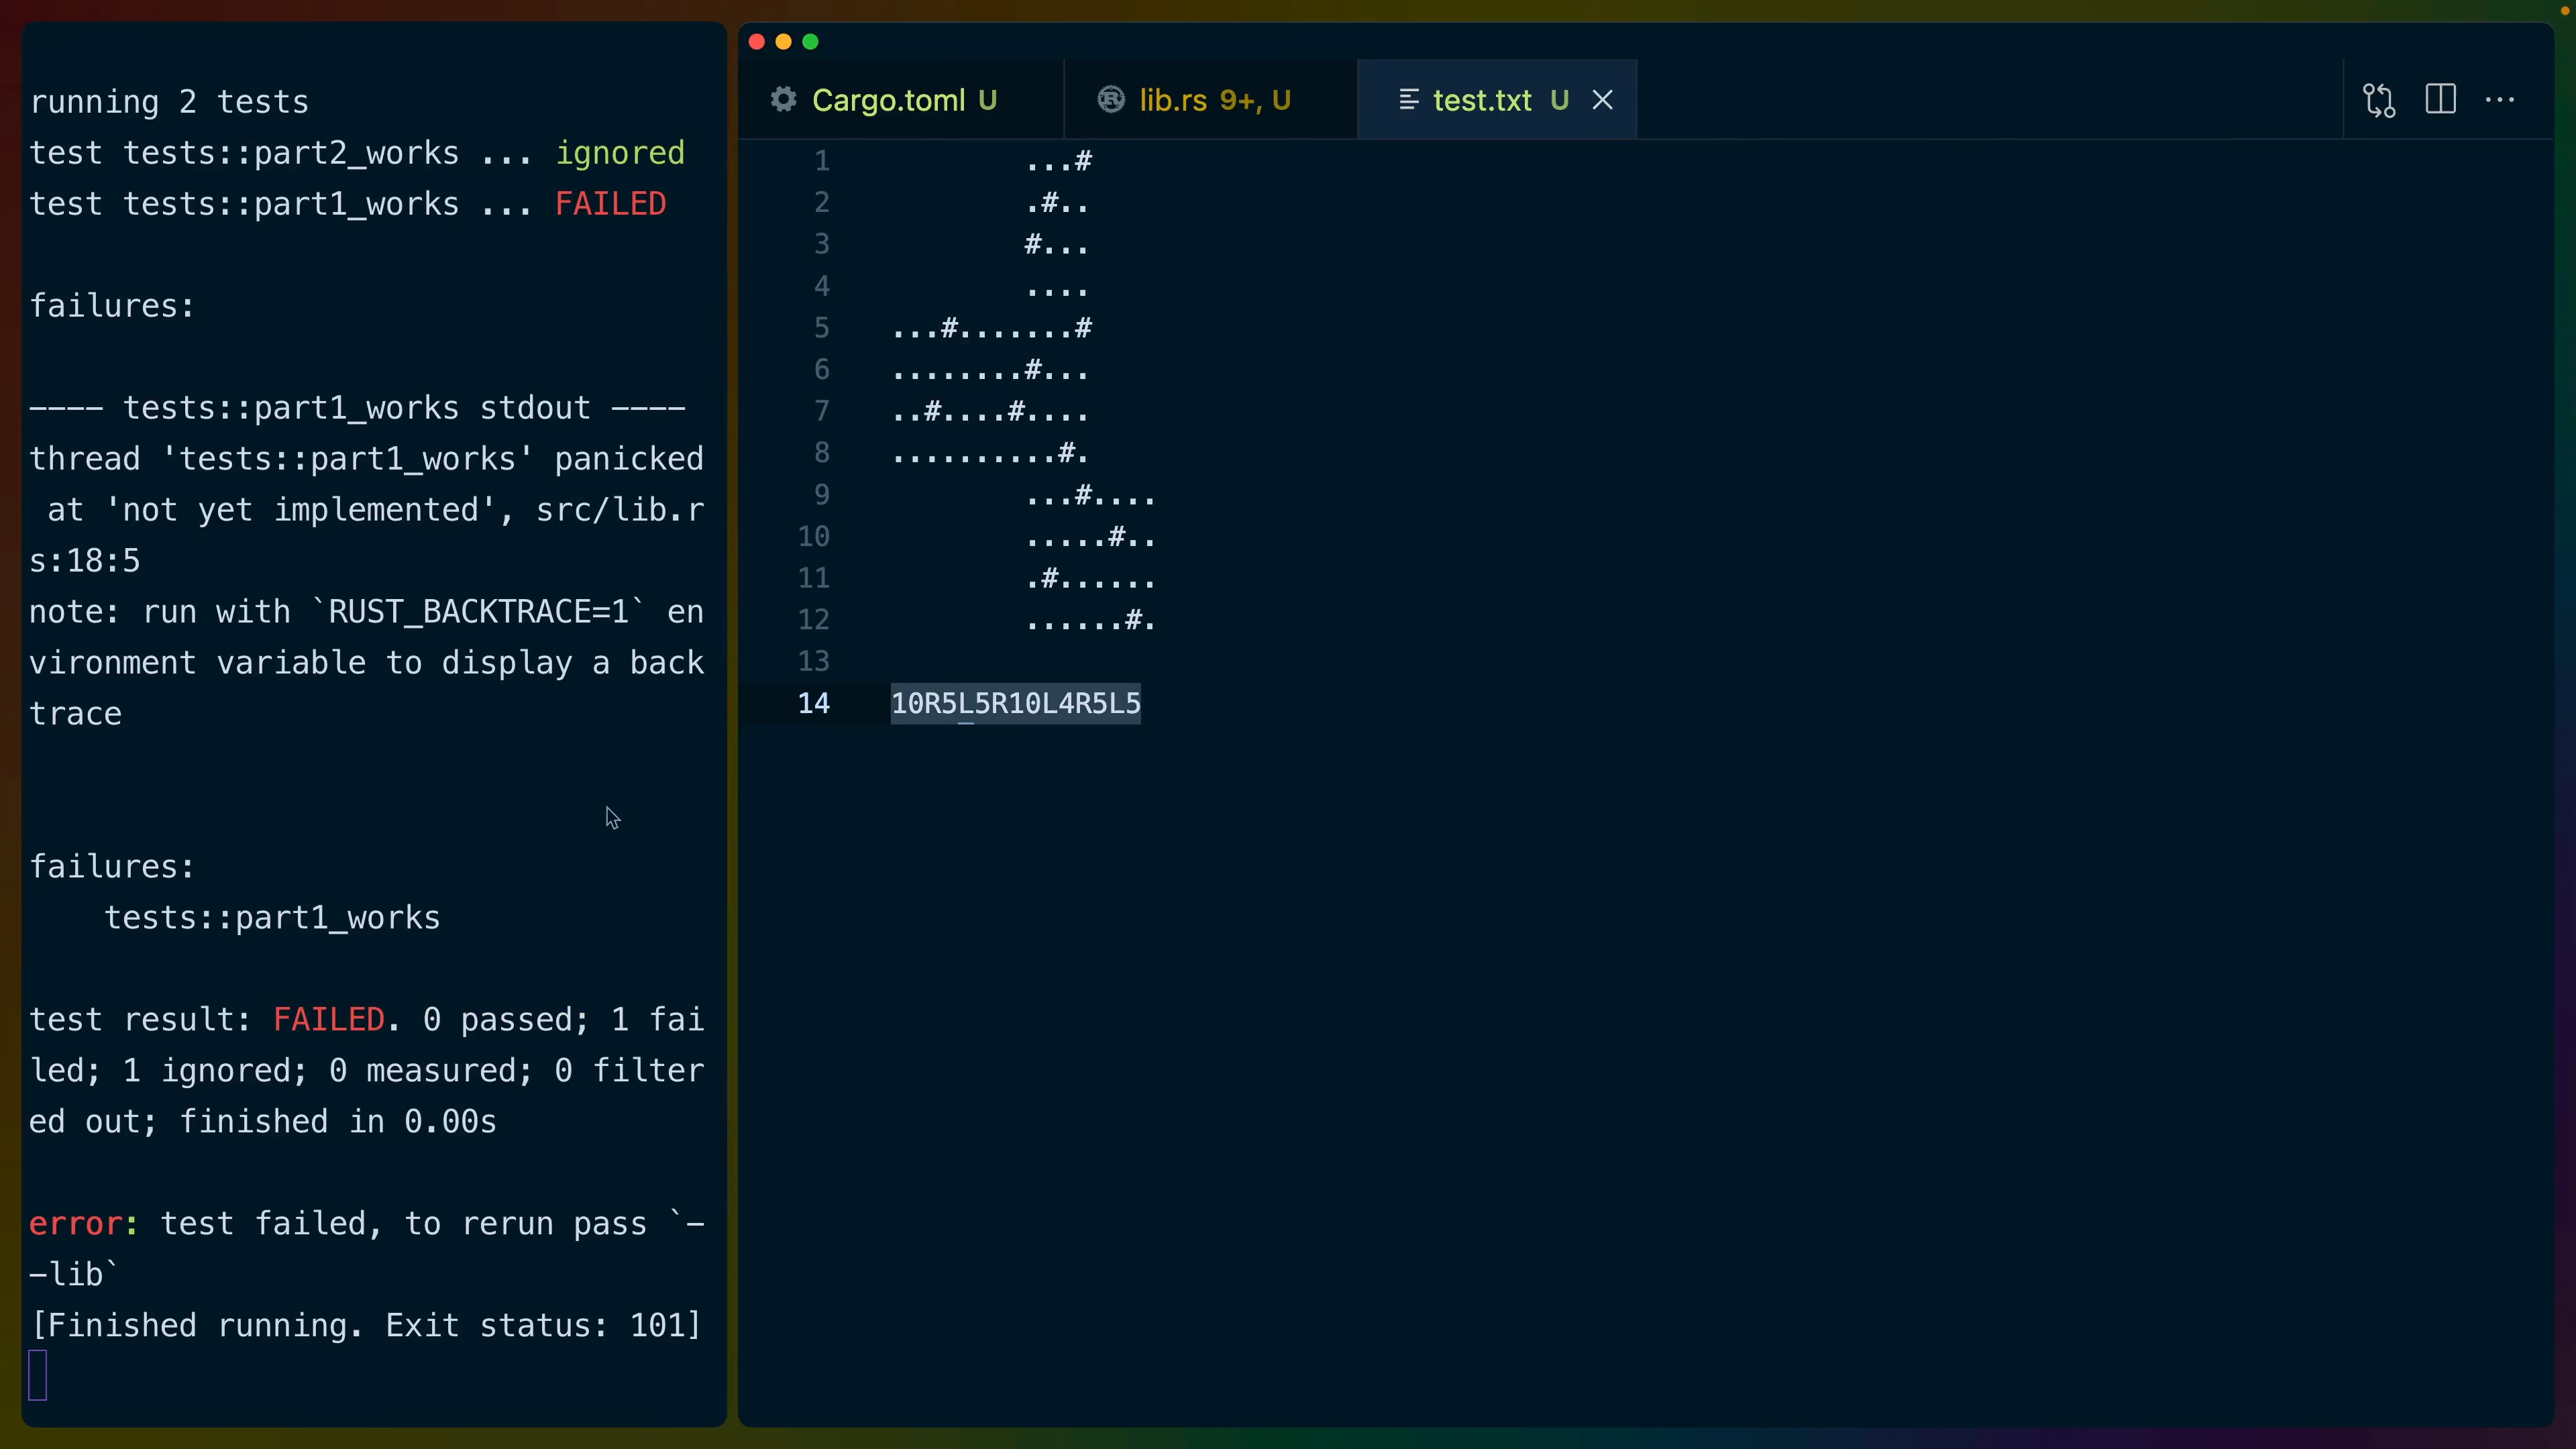 running 2 tests
test tests::part2_works ... ignored
test tests::part1_works ... FAILED
failures:
---- tests::part1_works stdout ----
thread 'tests::part1_works' panicked
 at 'not yet implemented', src/lib.r
s:18:5
note: run with `RUST_BACKTRACE=1` en
vironment variable to display a back
trace
failures:
    tests::part1_works
test result: FAILED. 0 passed; 1 fai
led; 1 ignored; 0 measured; 0 filter
ed out; finished in 0.00s
error: test failed, to rerun pass `-
-lib`
[Finished running. Exit status: 101]
Cargo.toml U
lib.rs 9+, U
test.txt U
1         ...#
2         .#..
3         #...
4         ....
5 ...#.......#
6 ........#...
7 ..#....#....
8 ..........#.
9         ...#....
10         .....#..
11         .#......
12         ......#.
13
14 10R5L5R10L4R5L5